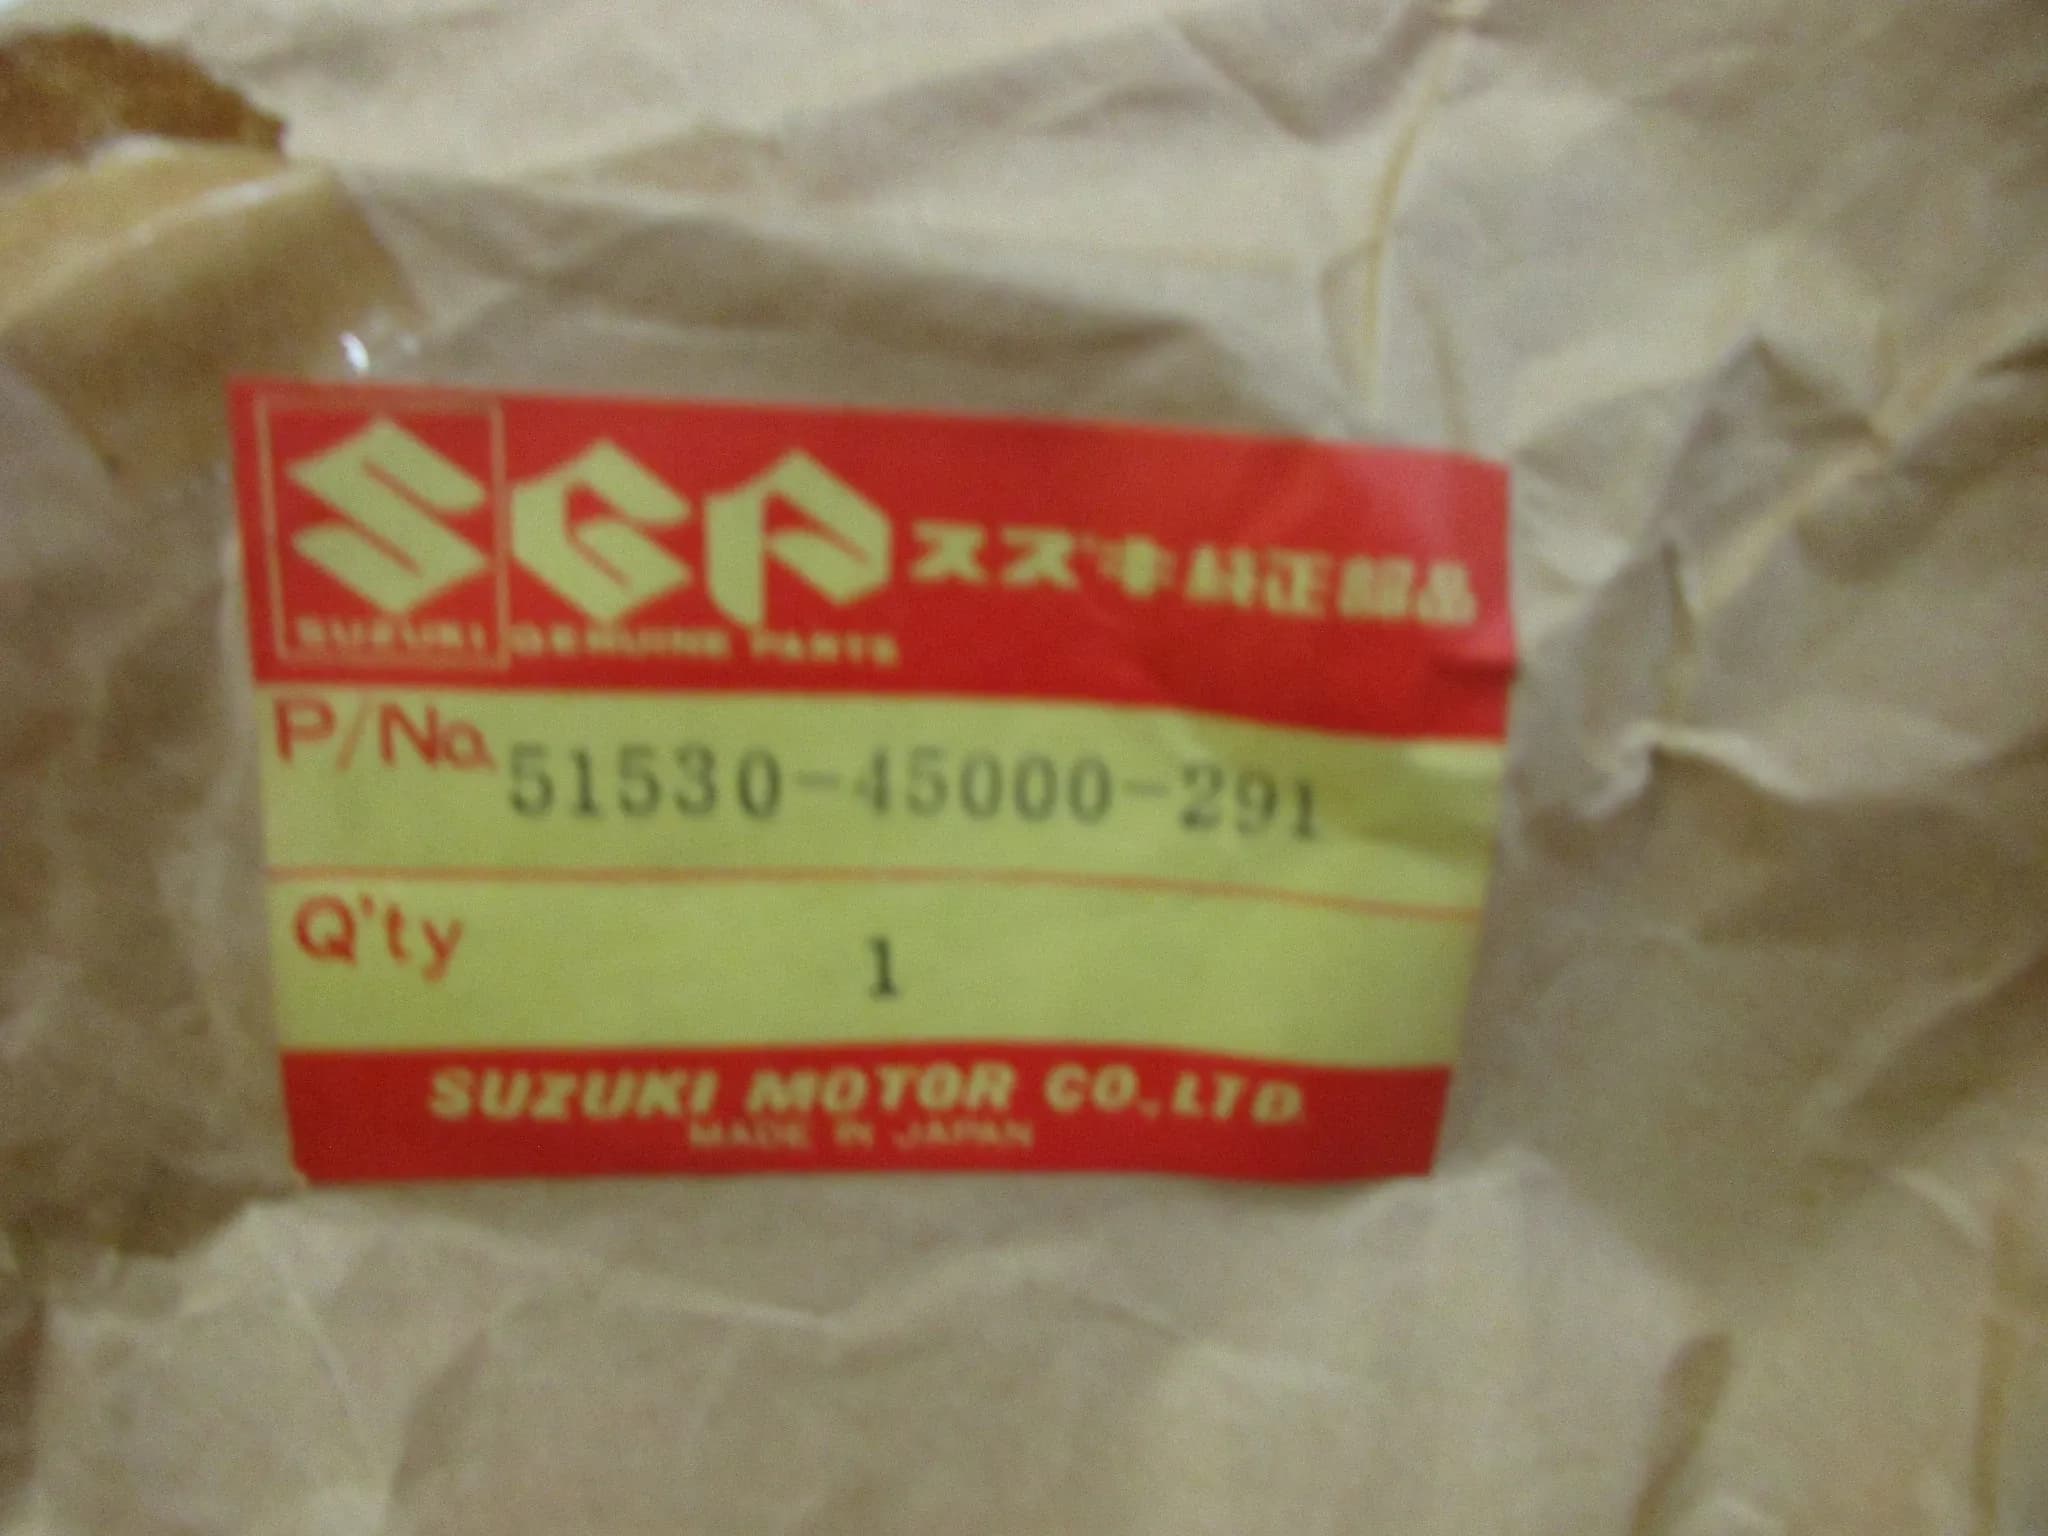 SGP スズキ純正部品
SUZUKI GENUINE PARTS
P/No. 51530-45000-291
Q'ty 1
SUZUKI MOTOR CO., LTD.
MADE IN JAPAN